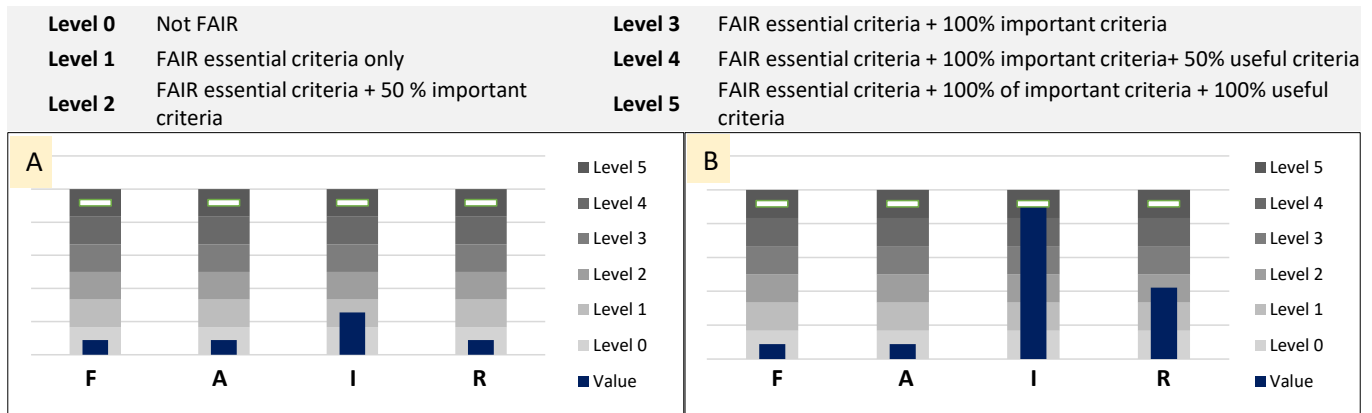 Level 0 Not FAIR
Level 1 FAIR essential criteria only
Level 2 FAIR essential criteria + 50 % important
criteria
Level 3 FAIR essential criteria + 100% important criteria
Level 4 FAIR essential criteria + 100% important criteria+ 50% useful criteria
Level 5 FAIR essential criteria + 100% of important criteria + 100% useful
criteria
A
Level 5
Level 4
Level 3
Level 2
Level 1
Level 0
Value
F A I R
B
Level 5
Level 4
Level 3
Level 2
Level 1
Level 0
Value
F A I R